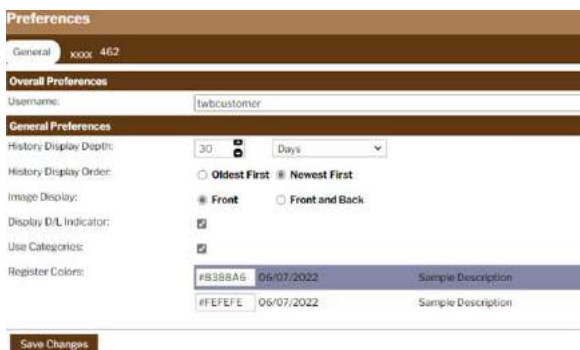 Preferences
General xxxx 462
Overall Preferences
Username: twbcustomer
General Preferences
History Display Depth: 30 Days
History Display Order: Oldest First Newest First
Image Display: Front Front and Back
Display D/L Indicator:
Use Categories:
Register Colors: #8388A6 06/07/2022 Sample Description
#FEFEFE 06/07/2022 Sample Description
Save Changes